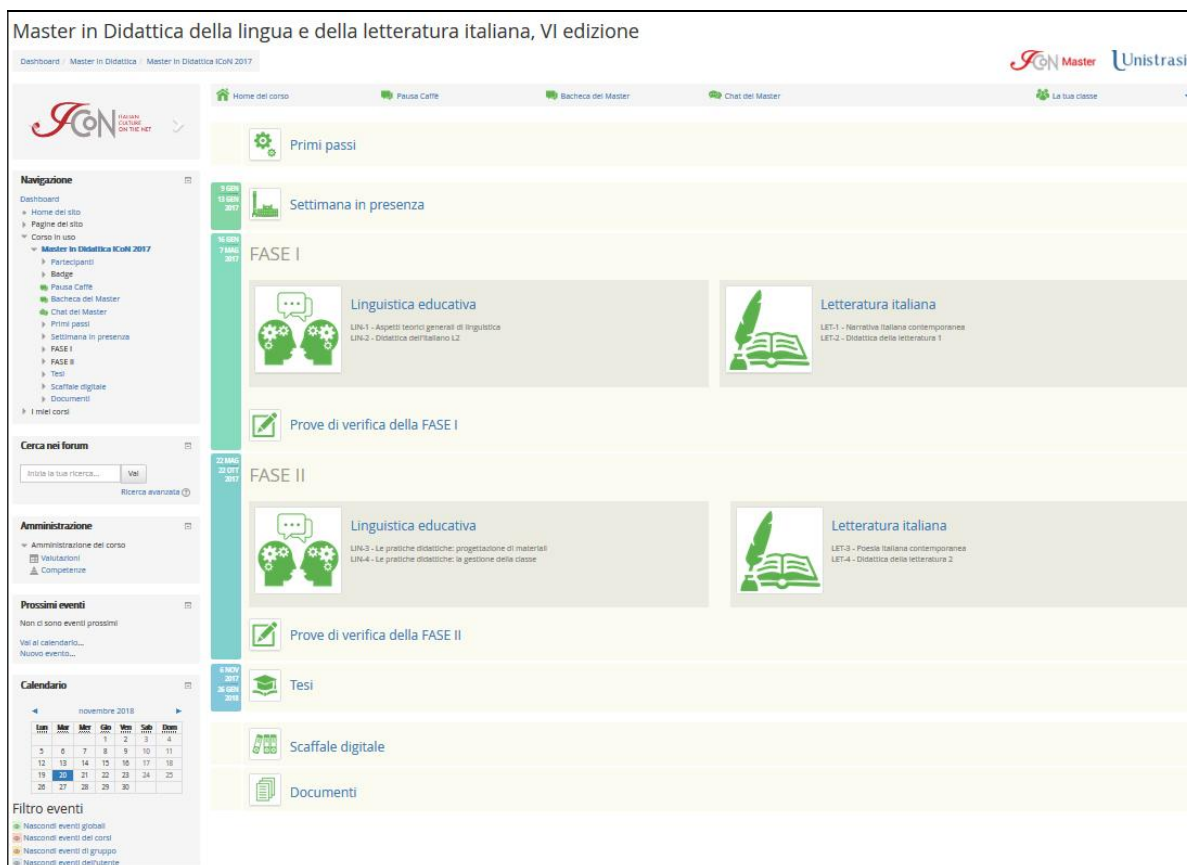 Master in Didattica della lingua e della letteratura italiana, VI edizione
Dashboard / Master in Didattica / Master in Didattica ICoN 2017
ICoN Master
Unistrasi
ICoN ITALIAN CULTURE ON THE NET
Home del corso
Pausa Caffè
Bacheca del Master
Chat del Master
La tua classe
Navigazione
Dashboard
Home del sito
Pagine del sito
Corso in uso
Master in Didattica ICoN 2017
Partecipanti
Badge
Pausa Caffè
Bacheca del Master
Chat del Master
Primi passi
Settimana in presenza
FASE I
FASE II
Tesi
Scaffale digitale
Documenti
I miei corsi
Cerca nei forum
Inizia la tua ricerca...
Vai
Ricerca avanzata
Amministrazione
Amministrazione del corso
Valutazioni
Competenze
Prossimi eventi
Non ci sono eventi prossimi
Vai al calendario...
Nuovo evento...
Calendario
novembre 2018
Lun Mar Mer Gio Ven Sab Dom
1 2 3 4
5 6 7 8 9 10 11
12 13 14 15 16 17 18
19 20 21 22 23 24 25
26 27 28 29 30
Filtro eventi
Nascondi eventi globali
Nascondi eventi dei corsi
Nascondi eventi di gruppo
Nascondi eventi dell'utente
Primi passi
9 GEN
13 GEN
2017
Settimana in presenza
16 GEN
7 MAG
2017
FASE I
Linguistica educativa
LIN-1 - Aspetti teorici generali di linguistica
LIN-2 - Didattica dell'italiano L2
Letteratura italiana
LET-1 - Narrativa italiana contemporanea
LET-2 - Didattica della letteratura 1
Prove di verifica della FASE I
22 MAG
22 OTT
2017
FASE II
Linguistica educativa
LIN-3 - Le pratiche didattiche: progettazione di materiali
LIN-4 - Le pratiche didattiche: la gestione della classe
Letteratura italiana
LET-3 - Poesia italiana contemporanea
LET-4 - Didattica della letteratura 2
Prove di verifica della FASE II
6 NOV
2017
26 GEN
2018
Tesi
Scaffale digitale
Documenti